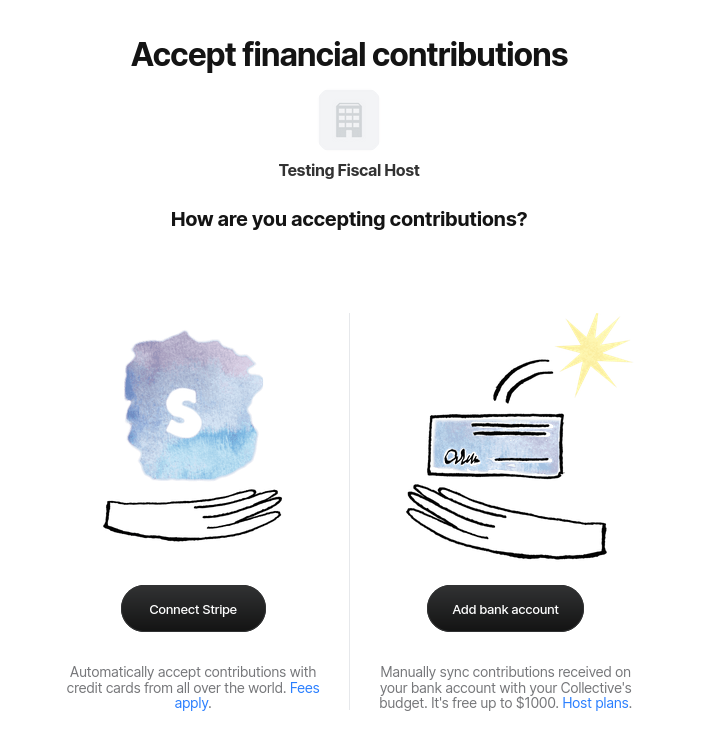 Accept financial contributions
Testing Fiscal Host
How are you accepting contributions?
S
Connect Stripe
Automatically accept contributions with
credit cards from all over the world. Fees
apply.
Add bank account
Manually sync contributions received on
your bank account with your Collective's
budget. It's free up to $1000. Host plans.